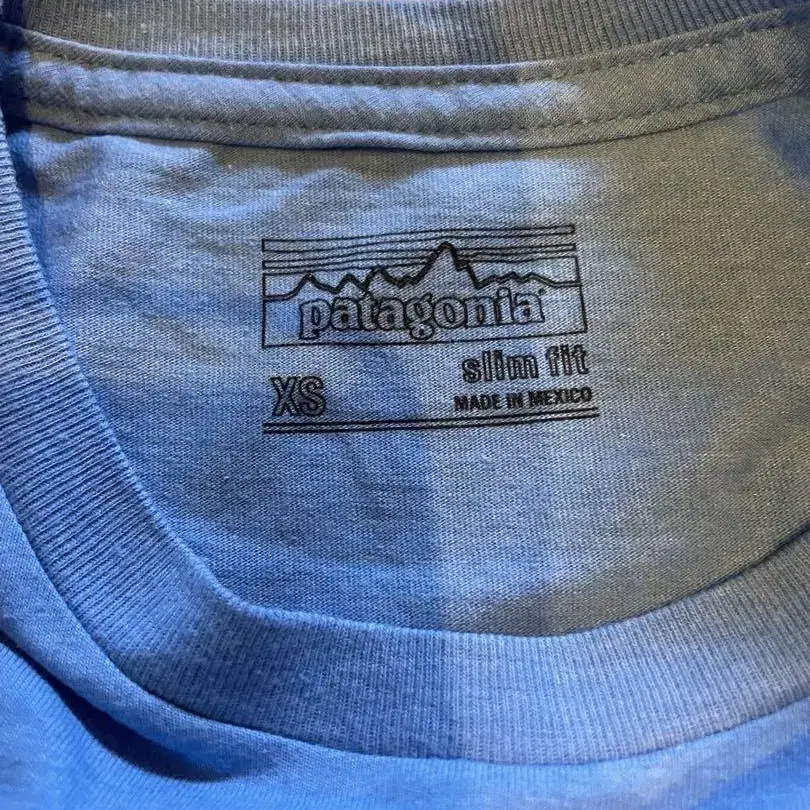 patagonia®
slim fit
XS
MADE IN MEXICO